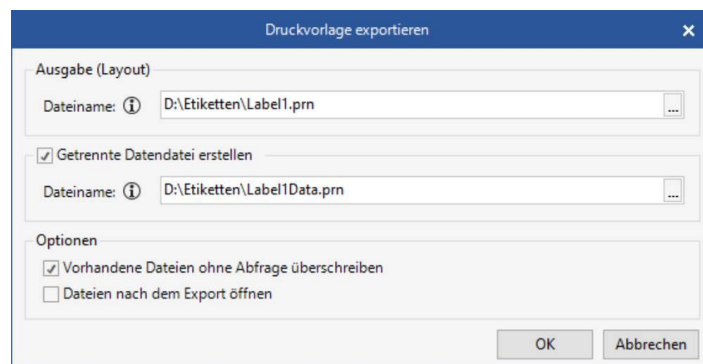 Druckvorlage exportieren
Ausgabe (Layout)
Dateiname:
D:\Etiketten\Label1.prn
...
Getrennte Datendatei erstellen
Dateiname:
D:\Etiketten\Label1Data.prn
...
Optionen
Vorhandene Dateien ohne Abfrage überschreiben
Dateien nach dem Export öffnen
OK
Abbrechen